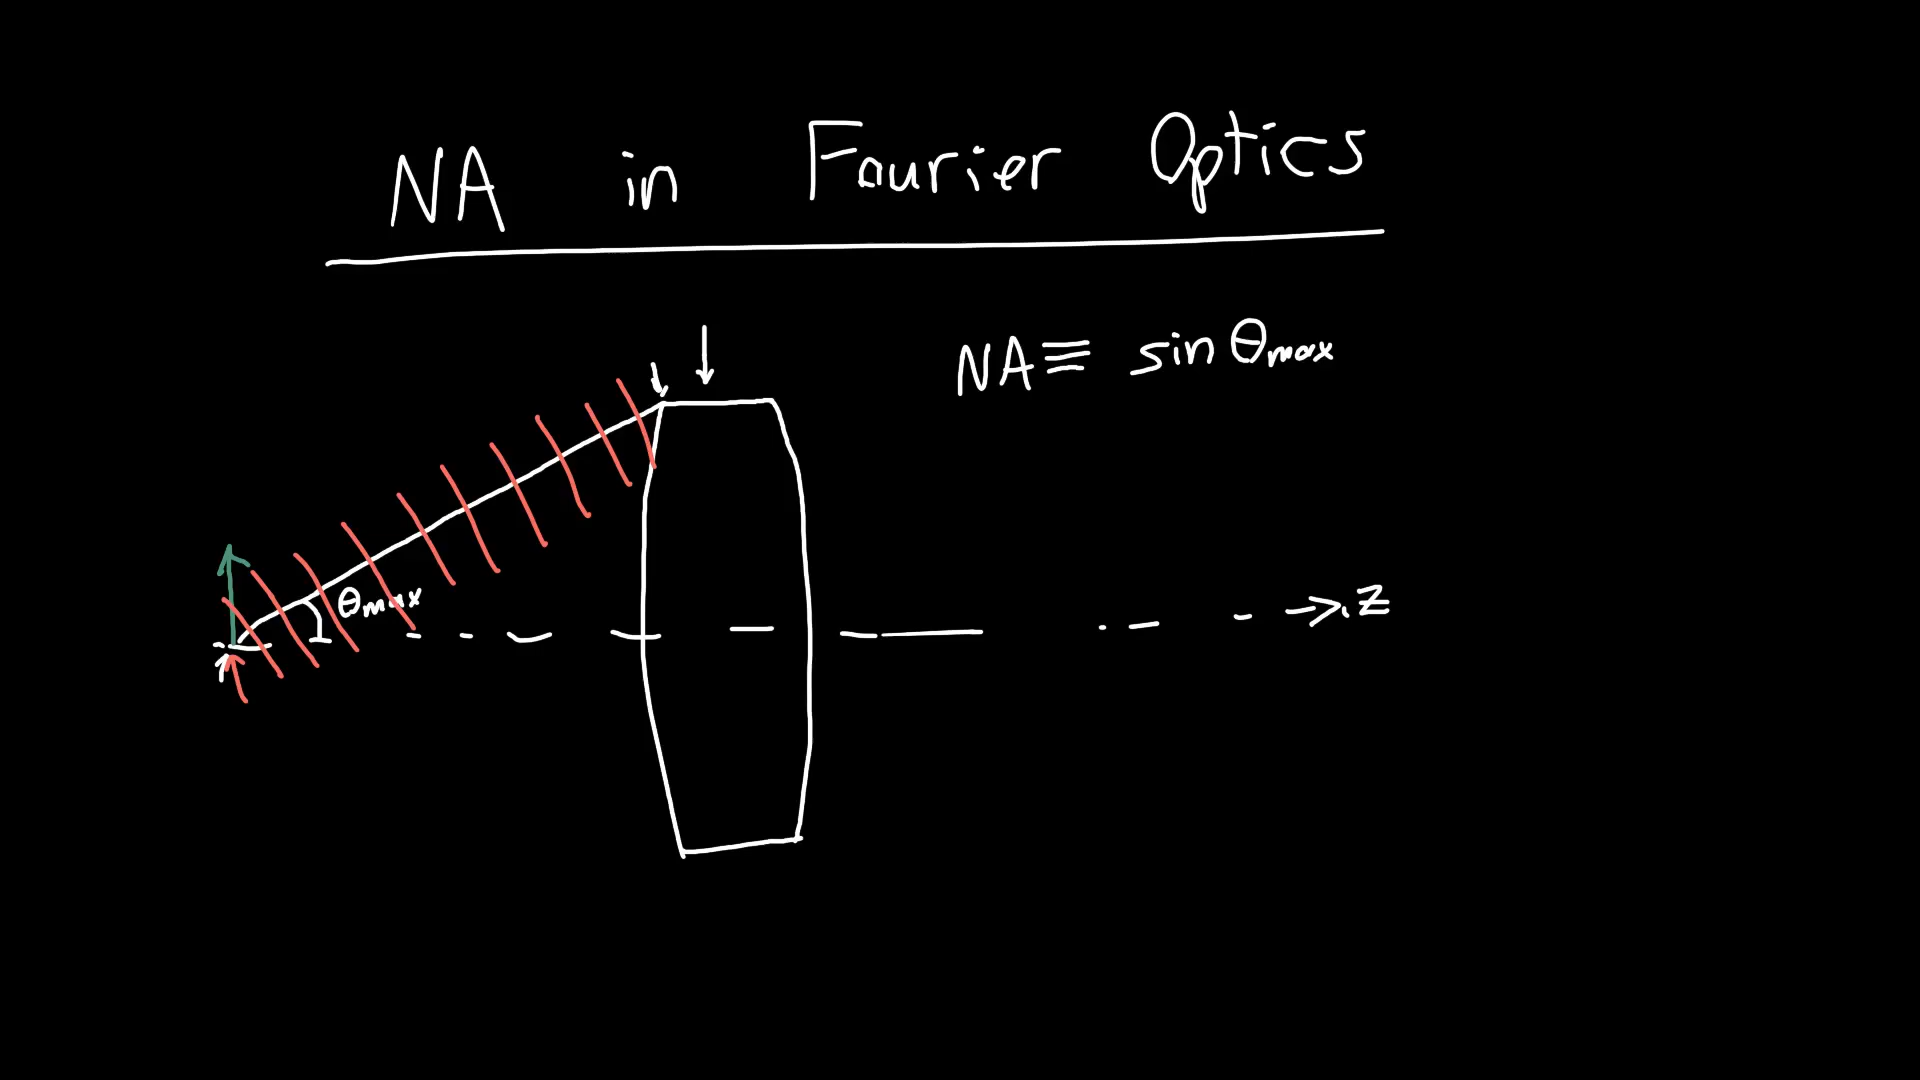 NA in Fourier Optics
NA ≡ sin θmax
θmax
z